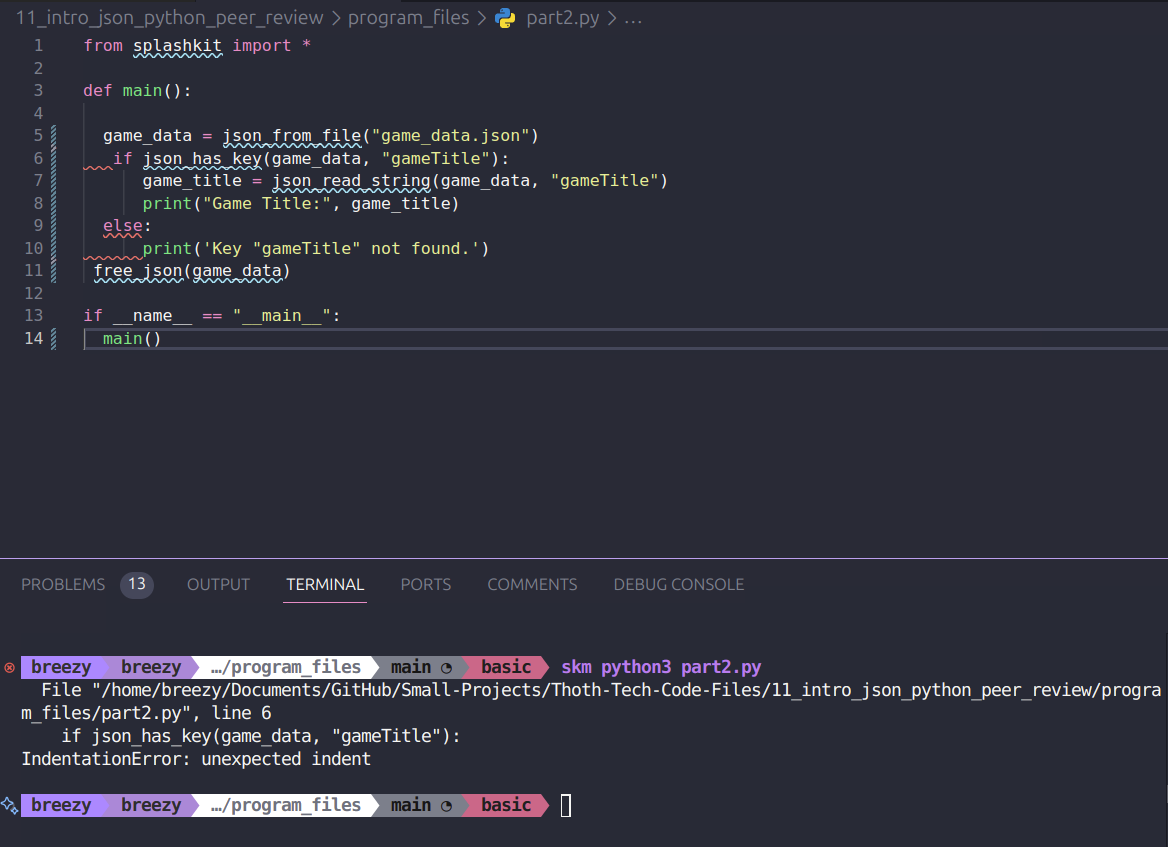 11_intro_json_python_peer_review > program_files > part2.py > ...
1 from splashkit import *
2
3 def main():
4
5   game_data = json_from_file("game_data.json")
6    if json_has_key(game_data, "gameTitle"):
7       game_title = json_read_string(game_data, "gameTitle")
8       print("Game Title:", game_title)
9   else:
10       print('Key "gameTitle" not found.')
11  free_json(game_data)
12
13 if __name__ == "__main__":
14   main()
PROBLEMS 13 OUTPUT TERMINAL PORTS COMMENTS DEBUG CONSOLE
breezy breezy …/program_files main basic skm python3 part2.py
  File "/home/breezy/Documents/GitHub/Small-Projects/Thoth-Tech-Code-Files/11_intro_json_python_peer_review/progra
m_files/part2.py", line 6
    if json_has_key(game_data, "gameTitle"):
IndentationError: unexpected indent
breezy breezy …/program_files main basic